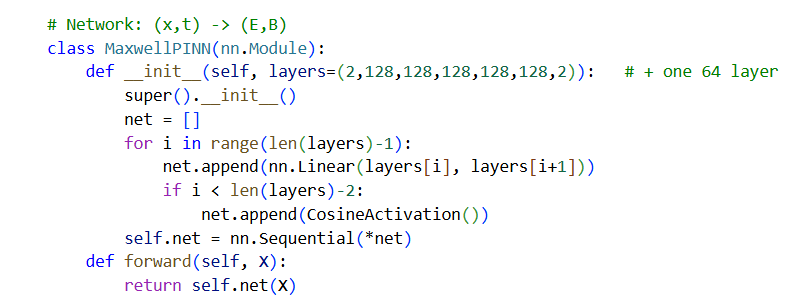 # Network: (x,t) -> (E,B)
class MaxwellPINN(nn.Module):
    def __init__(self, layers=(2,128,128,128,128,128,2)):   # + one 64 layer
        super().__init__()
        net = []
        for i in range(len(layers)-1):
            net.append(nn.Linear(layers[i], layers[i+1]))
            if i < len(layers)-2:
                net.append(CosineActivation())
        self.net = nn.Sequential(*net)
    def forward(self, X):
        return self.net(X)